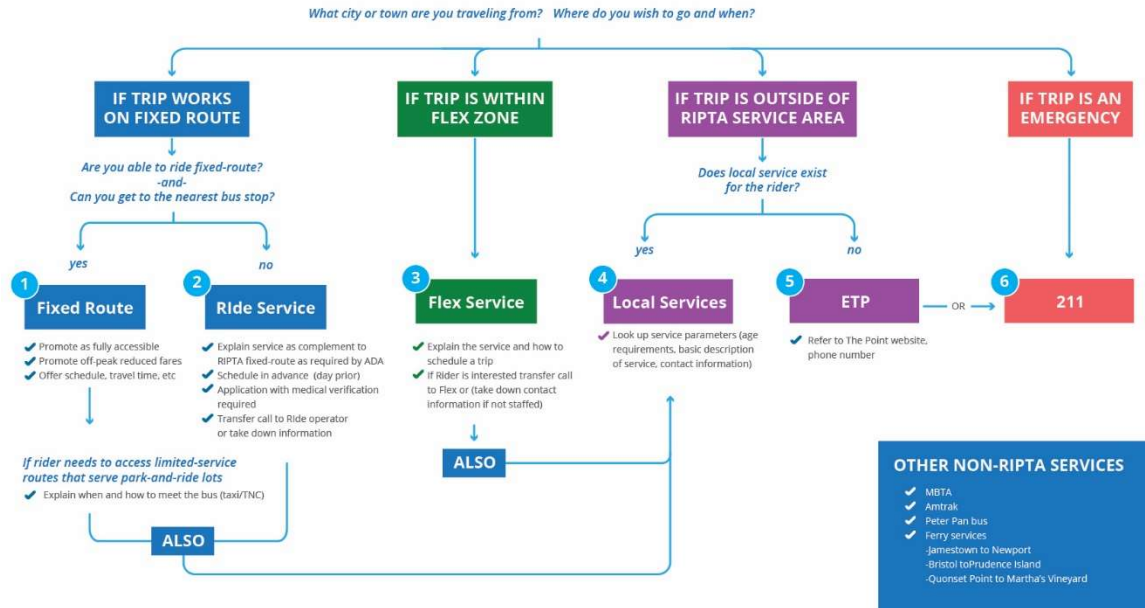 What city or town are you traveling from? Where do you wish to go and when?
IF TRIP WORKS
ON FIXED ROUTE
Are you able to ride fixed-route?
-and-
Can you get to the nearest bus stop?
yes
no
1
Fixed Route
Promote as fully accessible
Promote off-peak reduced fares
Offer schedule, travel time, etc
If rider needs to access limited-service
routes that serve park-and-ride lots
Explain when and how to meet the bus (taxi/TNC)
2
RIde Service
Explain service as complement to
RIPTA fixed-route as required by ADA
Schedule in advance (day prior)
Application with medical verification
required
Transfer call to RIde operator
or take down information
ALSO
IF TRIP IS WITHIN
FLEX ZONE
3
Flex Service
Explain the service and how to
schedule a trip
If Rider is interested transfer call
to Flex or (take down contact
information if not staffed)
ALSO
IF TRIP IS OUTSIDE OF
RIPTA SERVICE AREA
Does local service exist
for the rider?
yes
no
4
Local Services
Look up service parameters (age
requirements, basic description
of service, contact information)
5
ETP
Refer to The Point website,
phone number
OR
IF TRIP IS AN
EMERGENCY
6
211
OTHER NON-RIPTA SERVICES
MBTA
Amtrak
Peter Pan bus
Ferry services
-Jamestown to Newport
-Bristol toPrudence Island
-Quonset Point to Martha's Vineyard